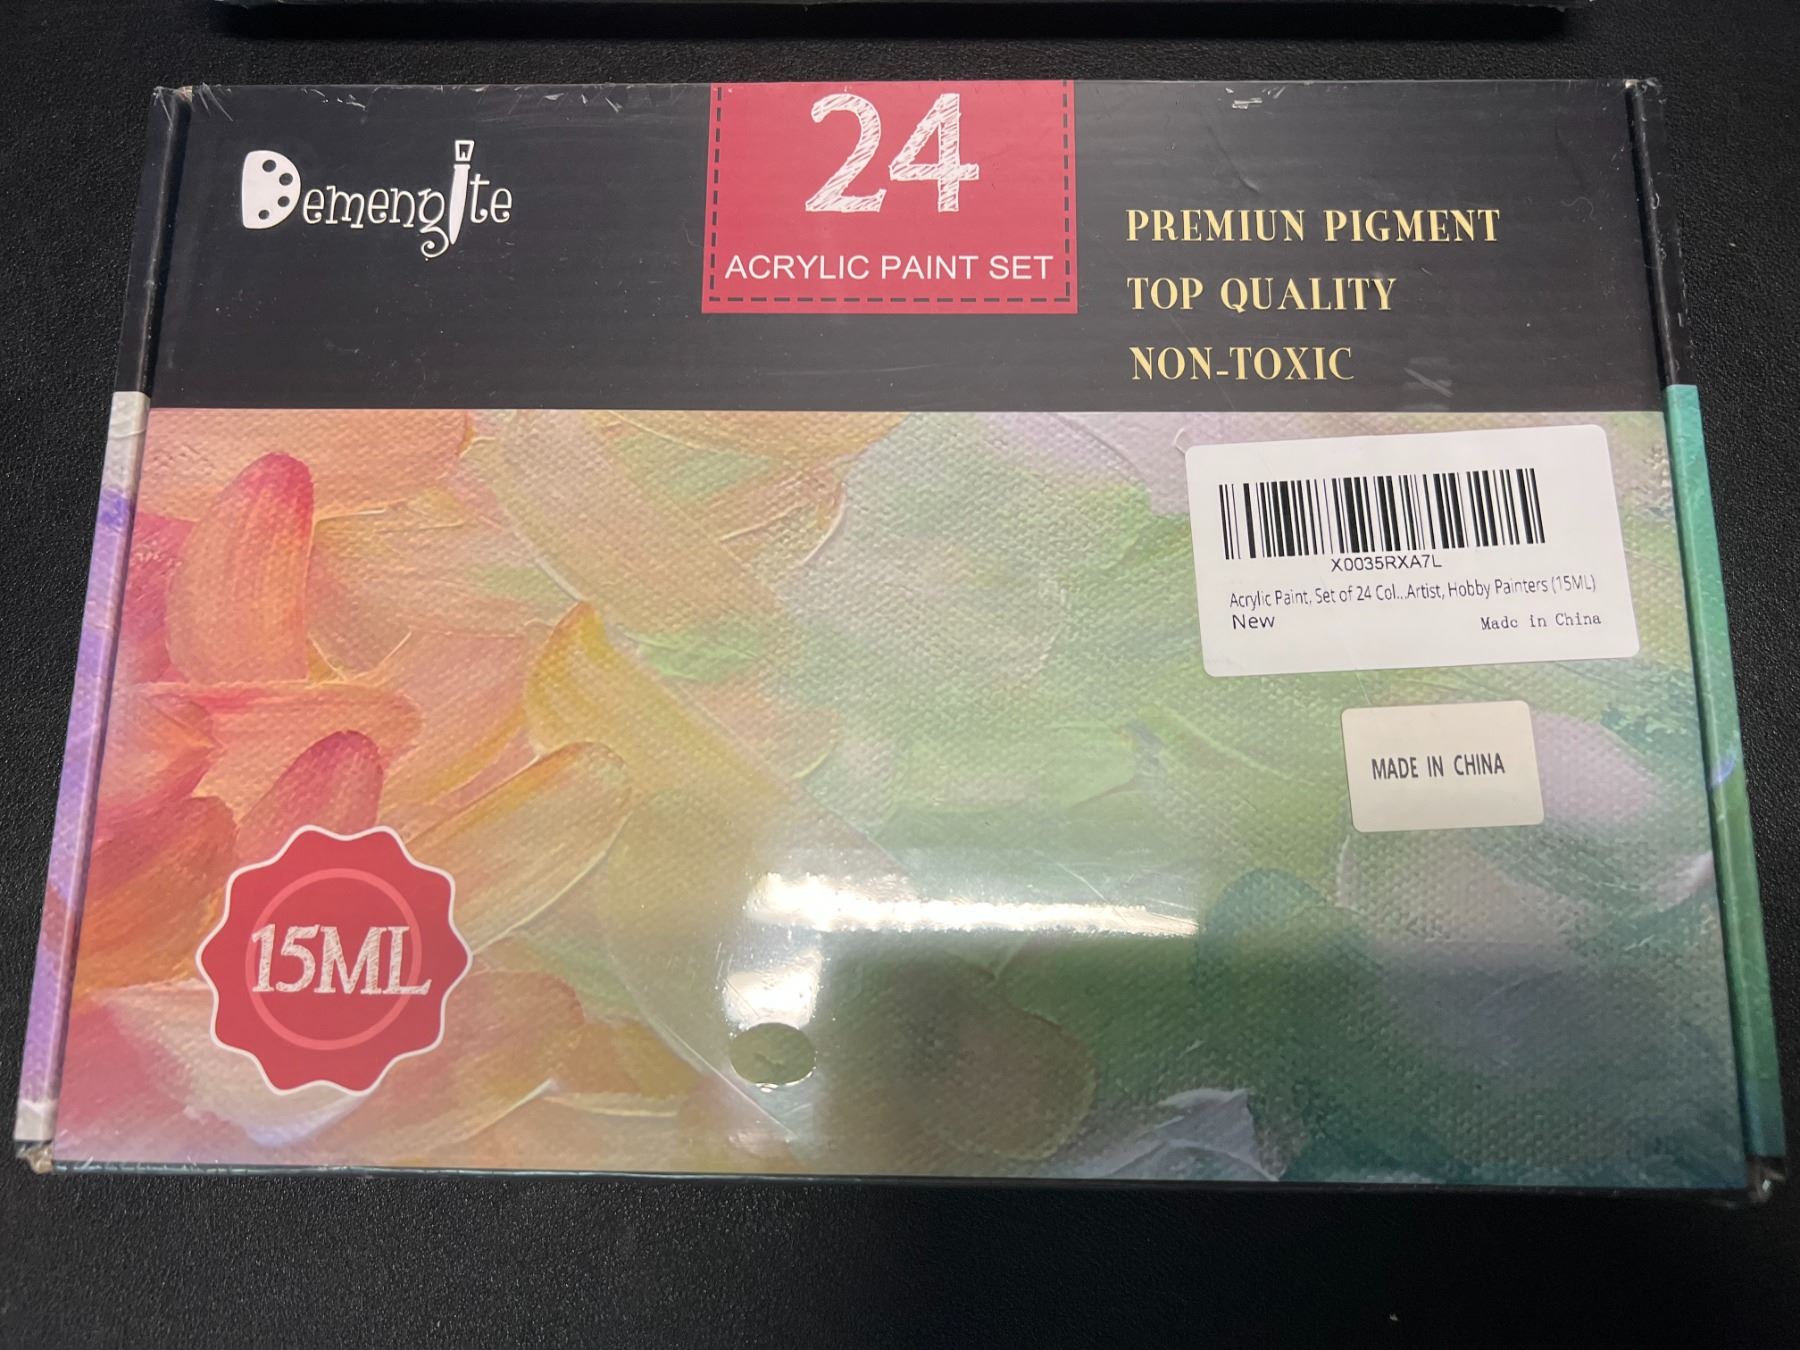 Demengite
24
ACRYLIC PAINT SET
PREMIUN PIGMENT
TOP QUALITY
NON-TOXIC
X0035RXA7L
Acrylic Paint, Set of 24 Col...Artist, Hobby Painters (15ML)
New
Made in China
MADE IN CHINA
15ML